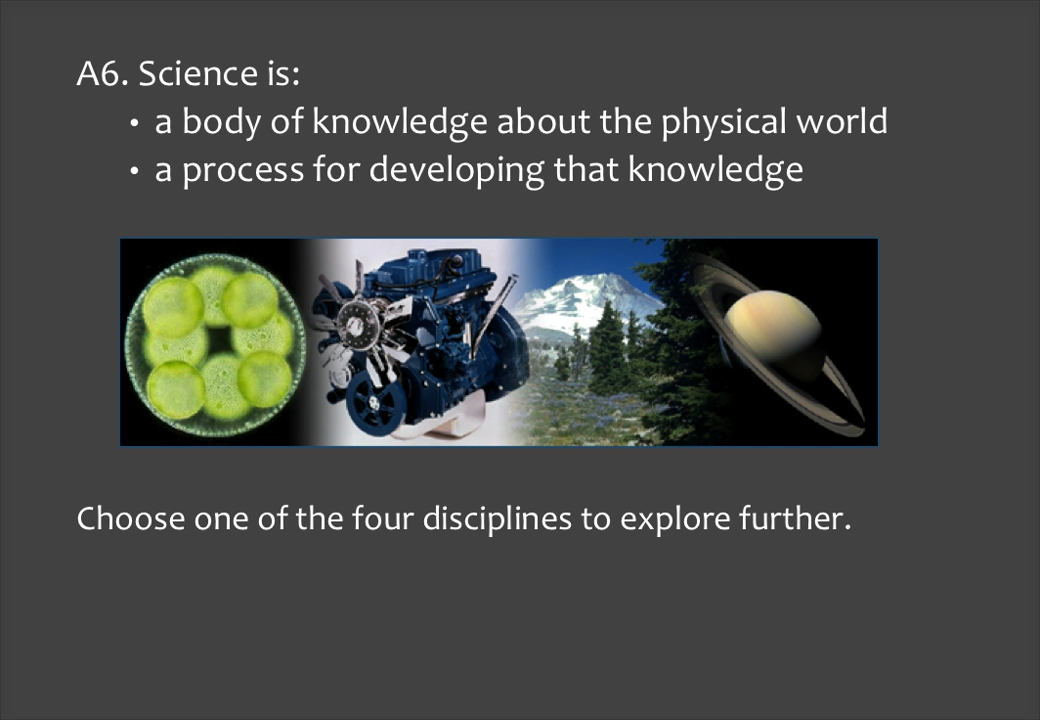 A6. Science is:
• a body of knowledge about the physical world
• a process for developing that knowledge
Choose one of the four disciplines to explore further.